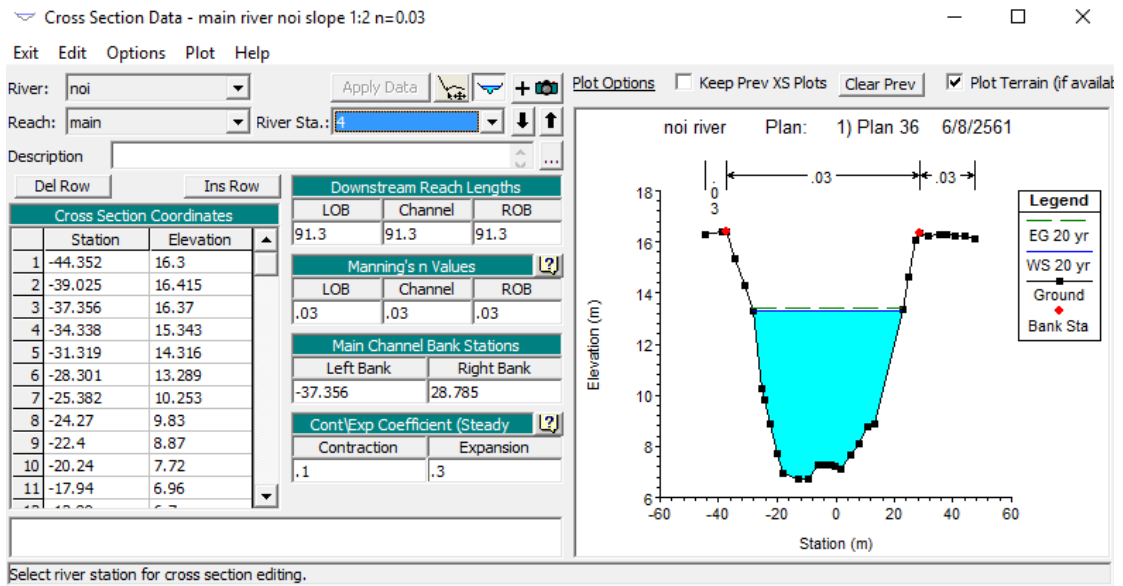 Cross Section Data - main river noi slope 1:2 n=0.03
Exit Edit Options Plot Help
River: noi
Apply Data
Reach: main
River Sta.: 4
Description
...
Del Row Ins Row
Cross Section Coordinates
Station Elevation
1 -44.352 16.3
2 -39.025 16.415
3 -37.356 16.37
4 -34.338 15.343
5 -31.319 14.316
6 -28.301 13.289
7 -25.382 10.253
8 -24.27 9.83
9 -22.4 8.87
10 -20.24 7.72
11 -17.94 6.96
Downstream Reach Lengths
LOB Channel ROB
91.3 91.3 91.3
Manning's n Values
LOB Channel ROB
.03 .03 .03
Main Channel Bank Stations
Left Bank Right Bank
-37.356 28.785
Cont\Exp Coefficient (Steady
Contraction Expansion
.1 .3
Select river station for cross section editing.
Plot Options Keep Prev XS Plots Clear Prev Plot Terrain (if availa
noi river Plan: 1) Plan 36 6/8/2561
.03 .03 .03
18
16
14
12
10
8
6
Elevation (m)
-60 -40 -20 0 20 40 60
Station (m)
Legend
EG 20 yr
WS 20 yr
Ground
Bank Sta